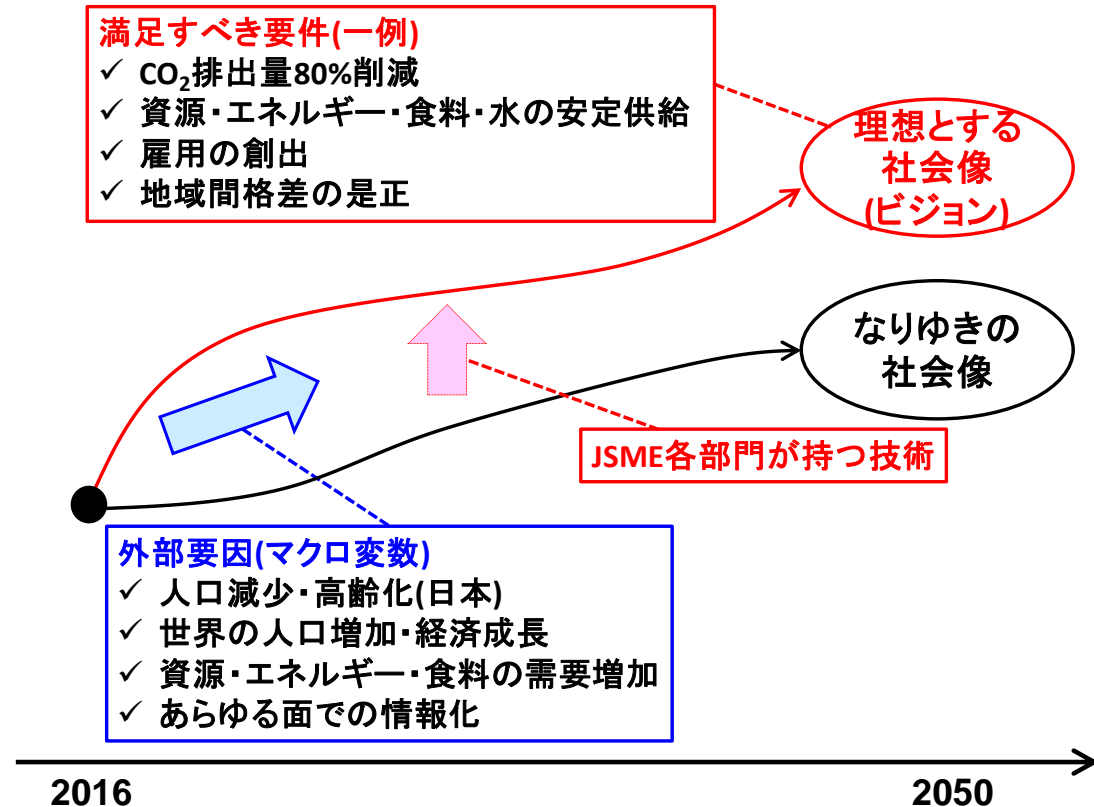 満足すべき要件(一例)
✓ CO₂排出量80%削減
✓ 資源・エネルギー・食料・水の安定供給
✓ 雇用の創出
✓ 地域間格差の是正
理想とする
社会像
(ビジョン)
なりゆきの
社会像
JSME各部門が持つ技術
外部要因(マクロ変数)
✓ 人口減少・高齢化(日本)
✓ 世界の人口増加・経済成長
✓ 資源・エネルギー・食料の需要増加
✓ あらゆる面での情報化
2016
2050